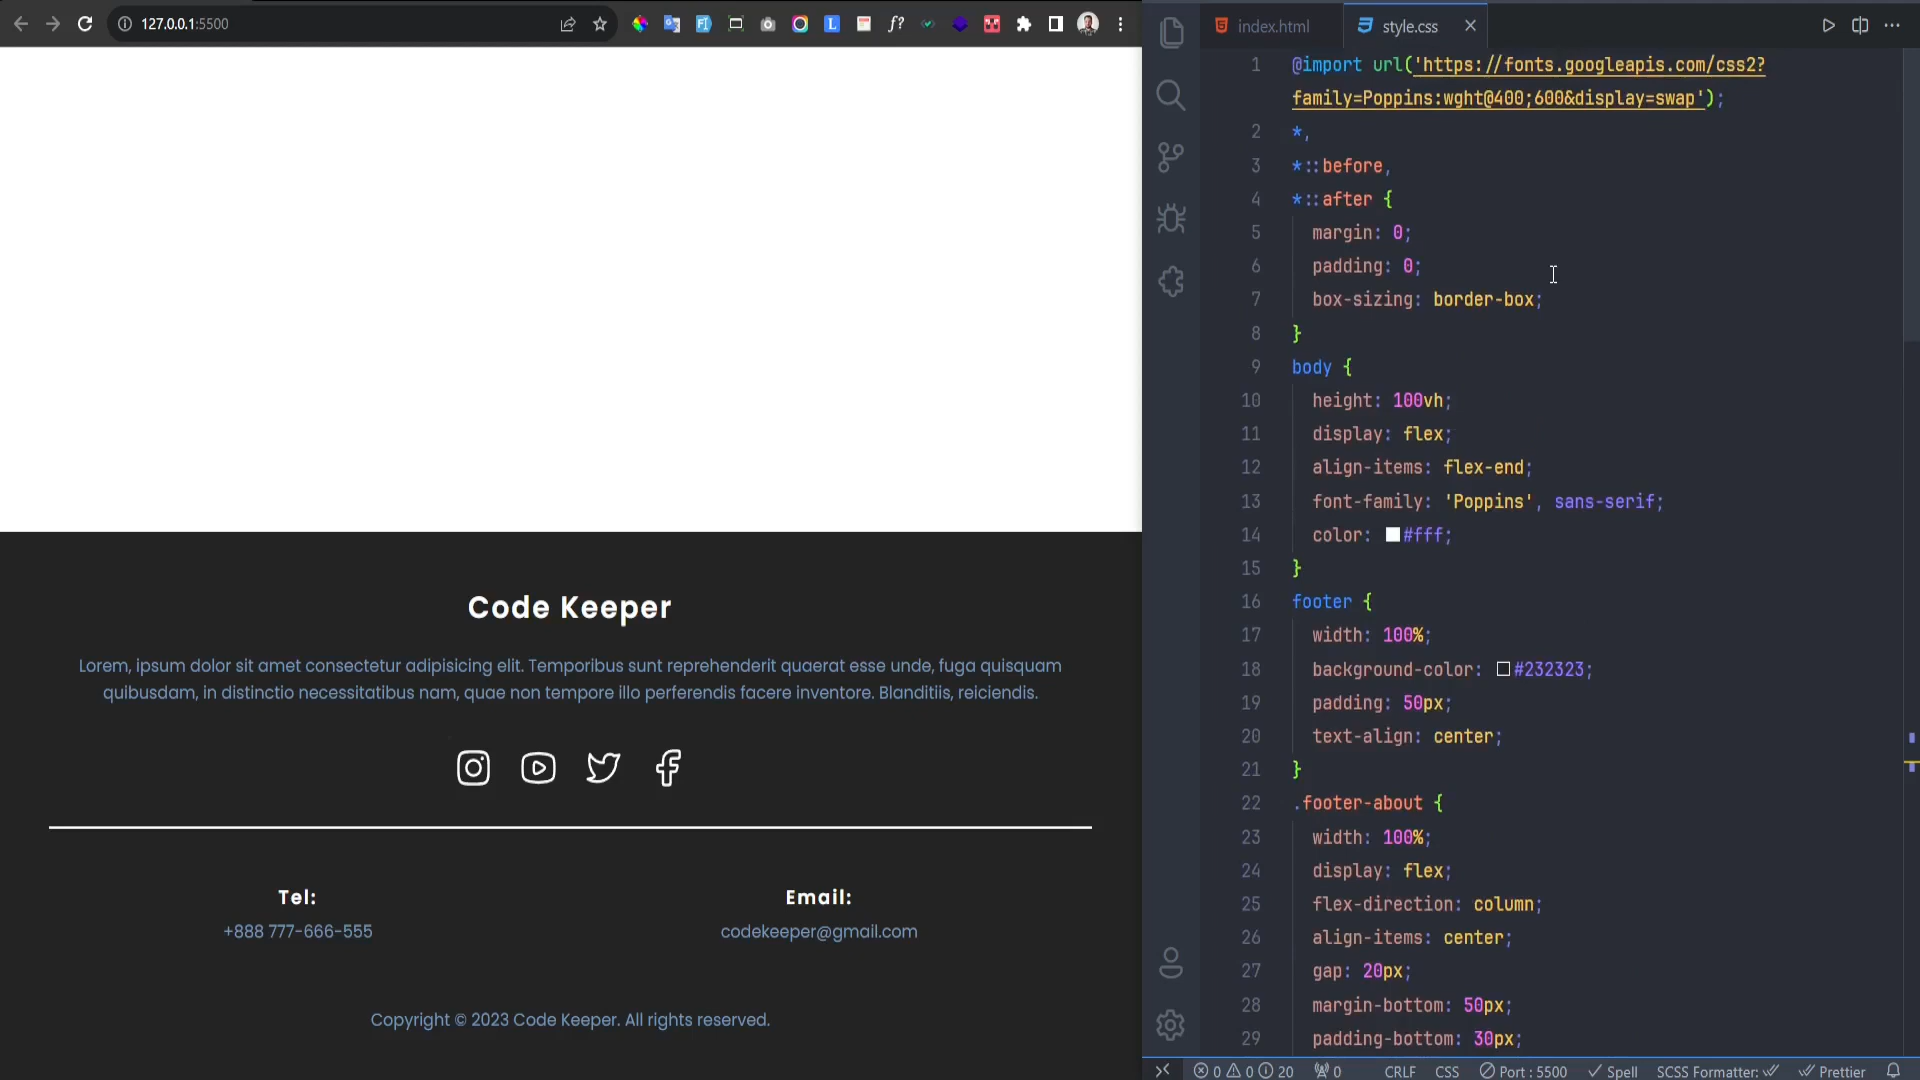 127.0.0.1:5500
Code Keeper
Lorem, ipsum dolor sit amet consectetur adipisicing elit. Temporibus sunt reprehenderit quaerat esse unde, fuga quisquam
quibusdam, in distinctio necessitatibus nam, quae non tempore illo perferendis facere inventore. Blanditiis, reiciendis.
Tel:
+888 777-666-555
Email:
codekeeper@gmail.com
Copyright © 2023 Code Keeper. All rights reserved.
index.html
style.css
1 @import url('https://fonts.googleapis.com/css2?
family=Poppins:wght@400;600&display=swap');
2 *,
3 *::before,
4 *::after {
5 margin: 0;
6 padding: 0;
7 box-sizing: border-box;
8 }
9 body {
10 height: 100vh;
11 display: flex;
12 align-items: flex-end;
13 font-family: 'Poppins', sans-serif;
14 color: #fff;
15 }
16 footer {
17 width: 100%;
18 background-color: #232323;
19 padding: 50px;
20 text-align: center;
21 }
22 .footer-about {
23 width: 100%;
24 display: flex;
25 flex-direction: column;
26 align-items: center;
27 gap: 20px;
28 margin-bottom: 50px;
29 padding-bottom: 30px;
0 0 20 0 CRLF CSS Port : 5500 Spell SCSS Formatter: Prettier